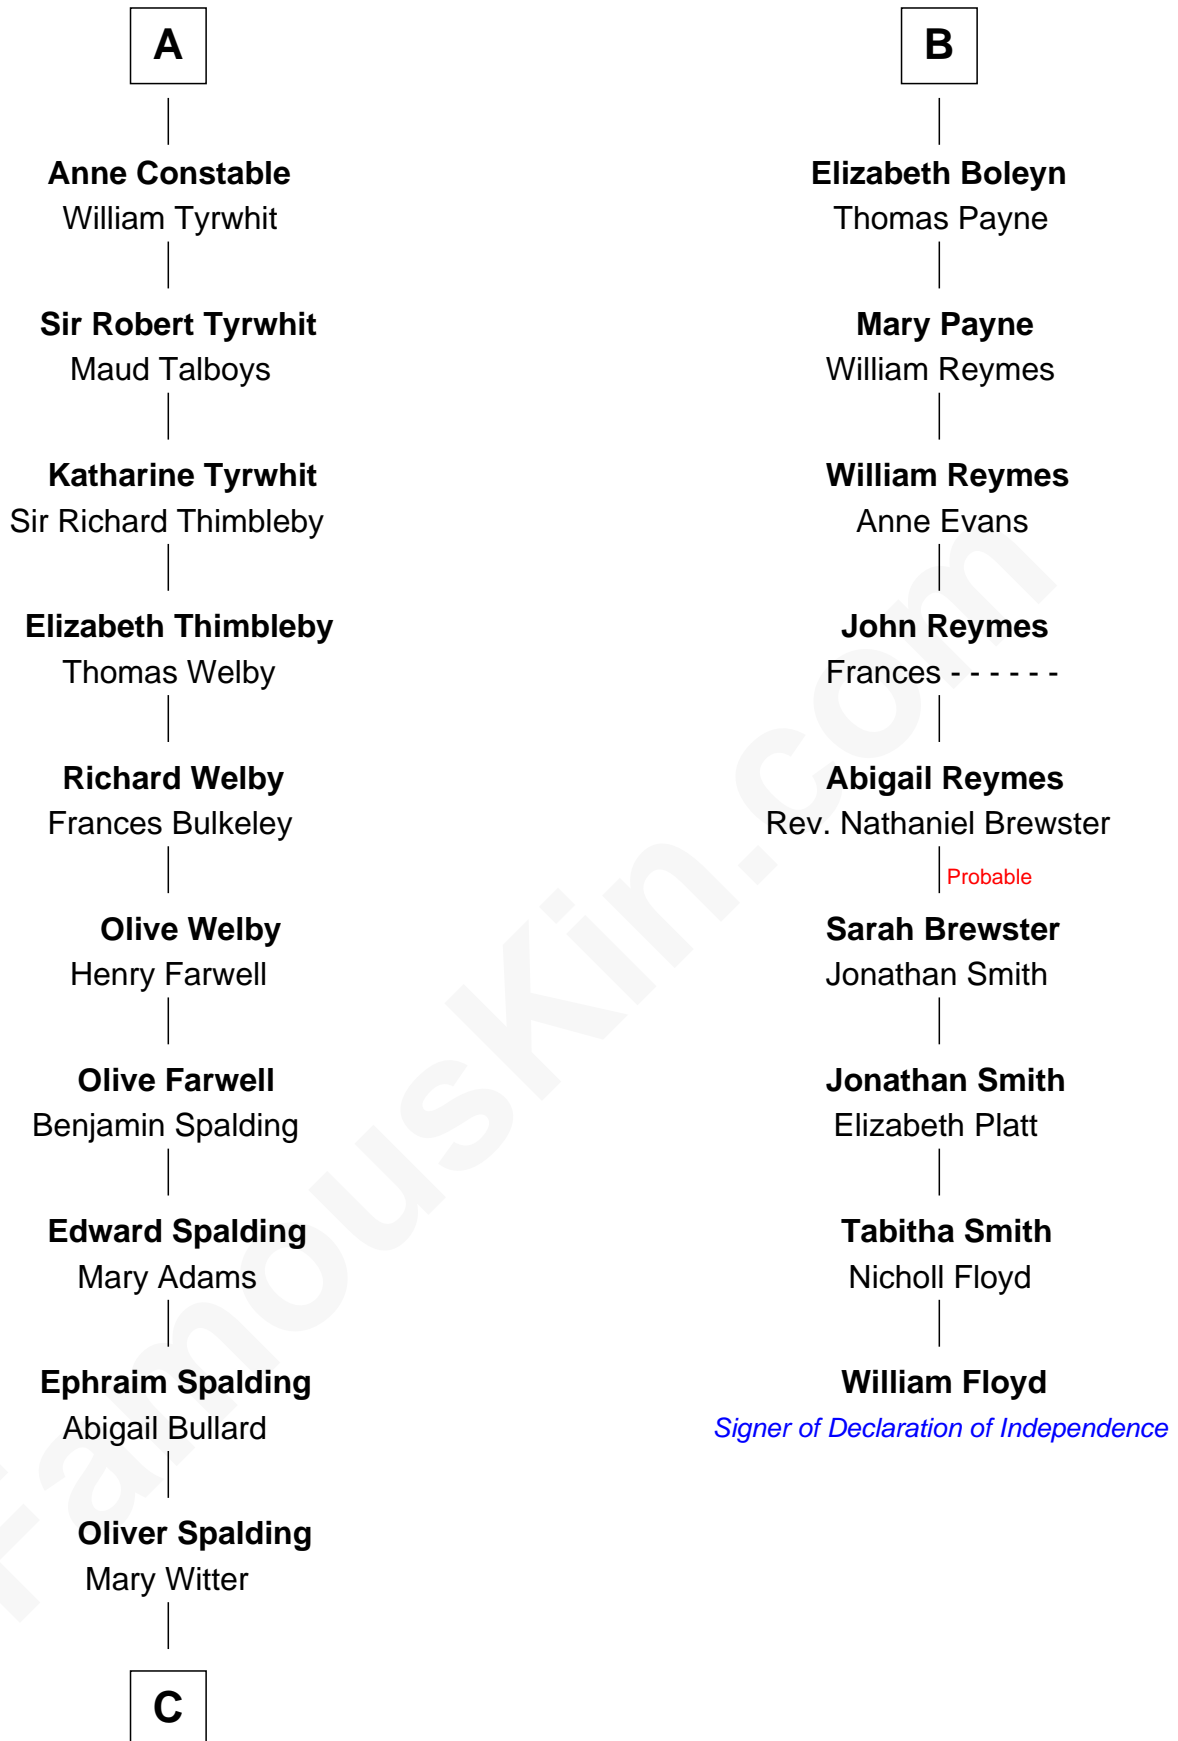 A
Anne Constable
William Tyrwhit
Sir Robert Tyrwhit
Maud Talboys
Katharine Tyrwhit
Sir Richard Thimbleby
Elizabeth Thimbleby
Thomas Welby
Richard Welby
Frances Bulkeley
Olive Welby
Henry Farwell
Olive Farwell
Benjamin Spalding
Edward Spalding
Mary Adams
Ephraim Spalding
Abigail Bullard
Oliver Spalding
Mary Witter
C
B
Elizabeth Boleyn
Thomas Payne
Mary Payne
William Reymes
William Reymes
Anne Evans
John Reymes
Frances - - - - - -
Abigail Reymes
Rev. Nathaniel Brewster
Probable
Sarah Brewster
Jonathan Smith
Jonathan Smith
Elizabeth Platt
Tabitha Smith
Nicholl Floyd
William Floyd
Signer of Declaration of Independence
FamousKin.com